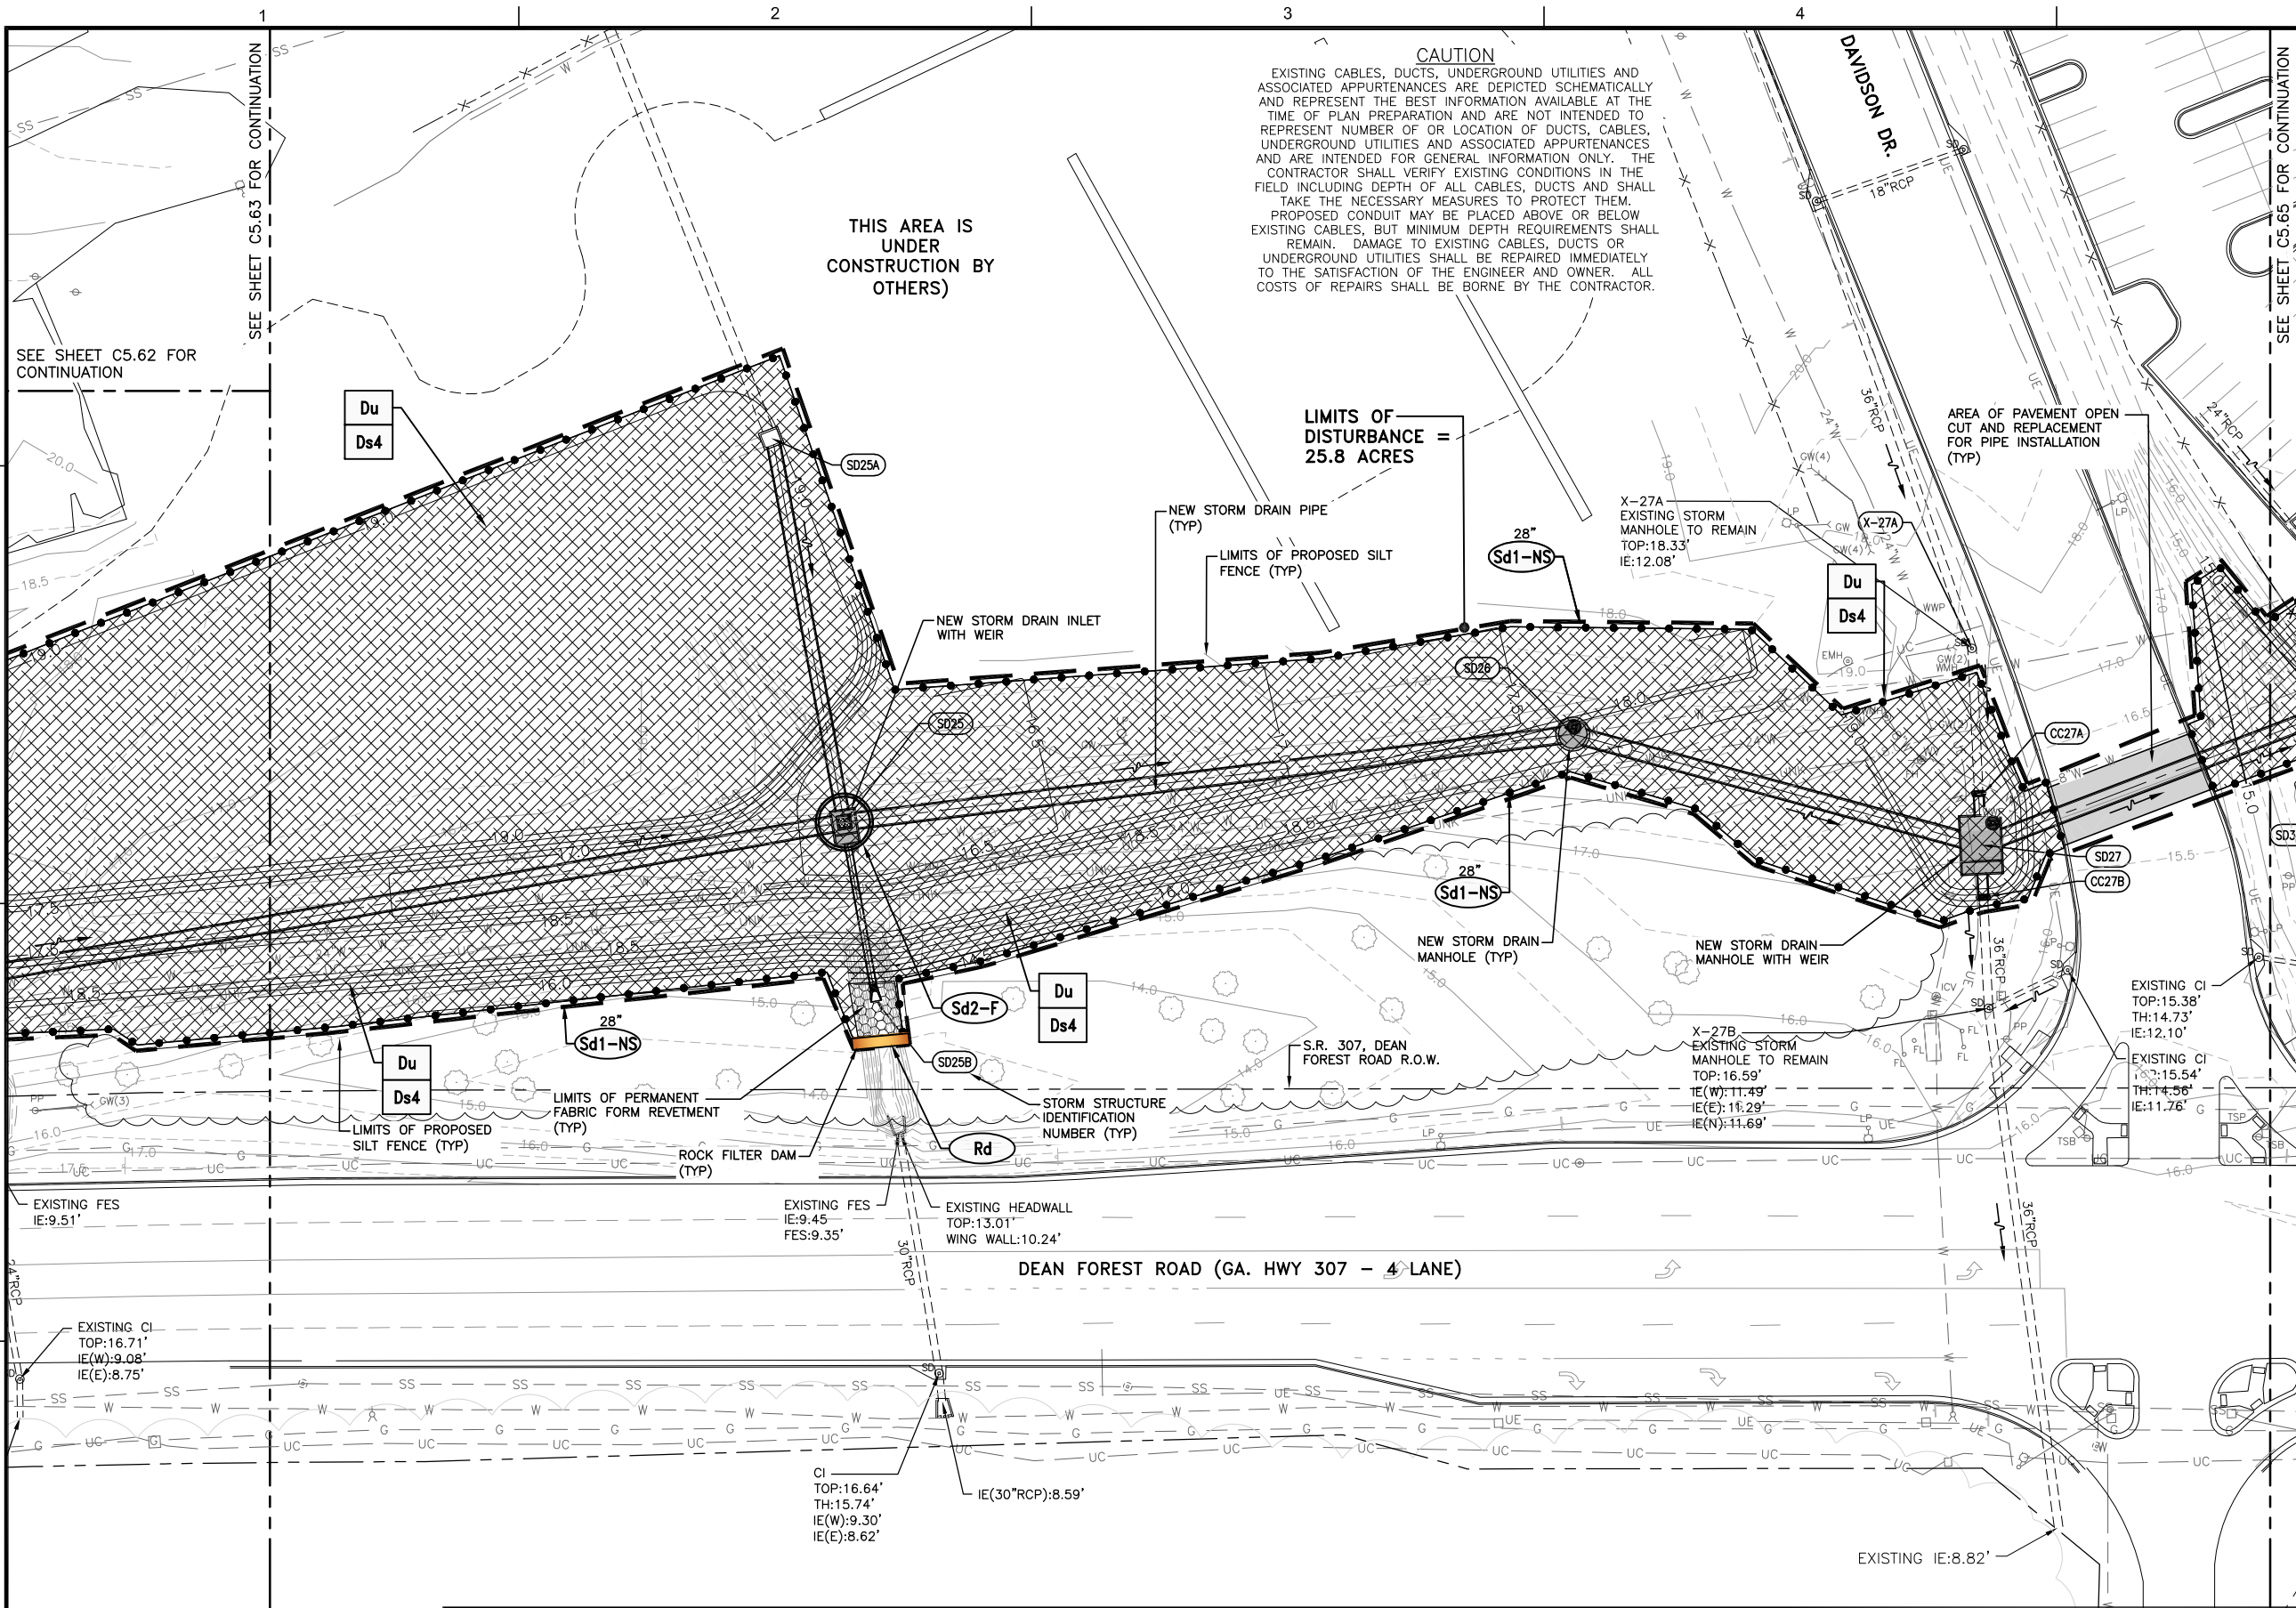 1
2
3
4
SEE SHEET C5.63 FOR CONTINUATION
SEE SHEET C5.65 FOR CONTINUATION
SEE SHEET C5.62 FOR
CONTINUATION
THIS AREA IS
UNDER
CONSTRUCTION BY
OTHERS)
CAUTION
EXISTING CABLES, DUCTS, UNDERGROUND UTILITIES AND
ASSOCIATED APPURTENANCES ARE DEPICTED SCHEMATICALLY
AND REPRESENT THE BEST INFORMATION AVAILABLE AT THE
TIME OF PLAN PREPARATION AND ARE NOT INTENDED TO
REPRESENT NUMBER OF OR LOCATION OF DUCTS, CABLES,
UNDERGROUND UTILITIES AND ASSOCIATED APPURTENANCES
AND ARE INTENDED FOR GENERAL INFORMATION ONLY. THE
CONTRACTOR SHALL VERIFY EXISTING CONDITIONS IN THE
FIELD INCLUDING DEPTH OF ALL CABLES, DUCTS AND SHALL
TAKE THE NECESSARY MEASURES TO PROTECT THEM.
PROPOSED CONDUIT MAY BE PLACED ABOVE OR BELOW
EXISTING CABLES, BUT MINIMUM DEPTH REQUIREMENTS SHALL
REMAIN. DAMAGE TO EXISTING CABLES, DUCTS OR
UNDERGROUND UTILITIES SHALL BE REPAIRED IMMEDIATELY
TO THE SATISFACTION OF THE ENGINEER AND OWNER. ALL
COSTS OF REPAIRS SHALL BE BORNE BY THE CONTRACTOR.
DAVIDSON DR.
18"RCP
36"RCP
24"W
24"RCP
Du
Ds4
SD25A
LIMITS OF
DISTURBANCE =
25.8 ACRES
AREA OF PAVEMENT OPEN
CUT AND REPLACEMENT
FOR PIPE INSTALLATION
(TYP)
NEW STORM DRAIN PIPE
(TYP)
LIMITS OF PROPOSED SILT
FENCE (TYP)
28"
Sd1-NS
X-27A
EXISTING STORM
MANHOLE TO REMAIN
TOP:18.33'
IE:12.08'
X-27A
Du
Ds4
NEW STORM DRAIN INLET
WITH WEIR
SD25
SD26
CC27A
SD27
CC27B
28"
Sd1-NS
NEW STORM DRAIN
MANHOLE (TYP)
NEW STORM DRAIN
MANHOLE WITH WEIR
Du
Ds4
Sd2-F
28"
Sd1-NS
Du
Ds4
SD25B
LIMITS OF PROPOSED
SILT FENCE (TYP)
LIMITS OF PERMANENT
FABRIC FORM REVETMENT
(TYP)
ROCK FILTER DAM
(TYP)
Rd
STORM STRUCTURE
IDENTIFICATION
NUMBER (TYP)
S.R. 307, DEAN
FOREST ROAD R.O.W.
X-27B
EXISTING STORM
MANHOLE TO REMAIN
TOP:16.59'
IE(W):11.49
IE(E):11.29'
IE(N):11.69'
EXISTING CI
TOP:15.38'
TH:14.73'
IE:12.10'
EXISTING CI
TOP:15.54'
TH:14.56'
IE:11.76'
EXISTING FES
IE:9.51'
EXISTING FES
IE:9.45
FES:9.35'
EXISTING HEADWALL
TOP:13.01'
WING WALL:10.24'
30"RCP
36"RCP
36"RCP
DEAN FOREST ROAD (GA. HWY 307 - 4 LANE)
EXISTING CI
TOP:16.71'
IE(W):9.08'
IE(E):8.75'
CI
TOP:16.64'
TH:15.74'
IE(W):9.30'
IE(E):8.62'
IE(30"RCP):8.59'
EXISTING IE:8.82'